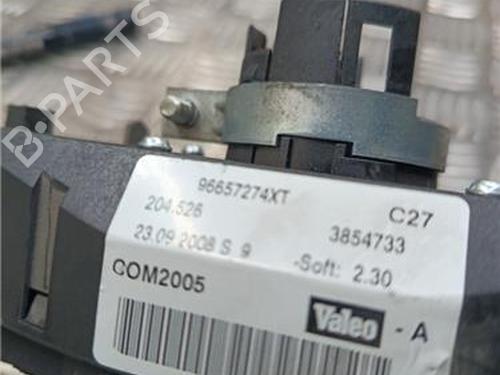 B-PARTS
96657274XT
C27
204.526
3854733
23.09 2008 S 9
-Soft: 2.30
COM2005
Valeo - A